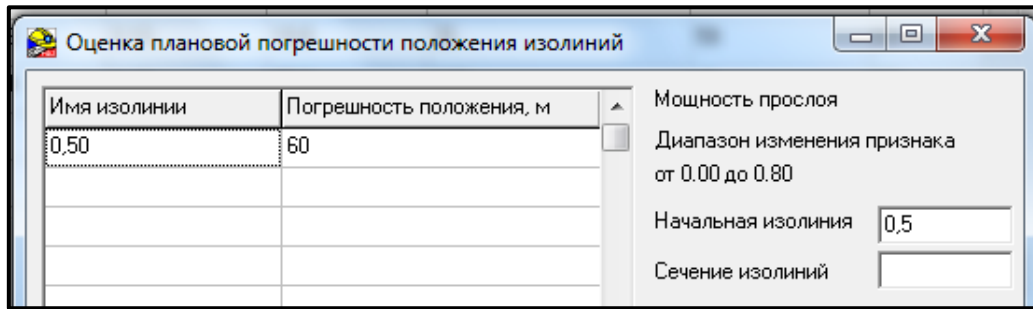 Оценка плановой погрешности положения изолиний
Имя изолинии Погрешность положения, м
0,50 60
Мощность прослоя
Диапазон изменения признака
от 0.00 до 0.80
Начальная изолиния 0,5
Сечение изолиний